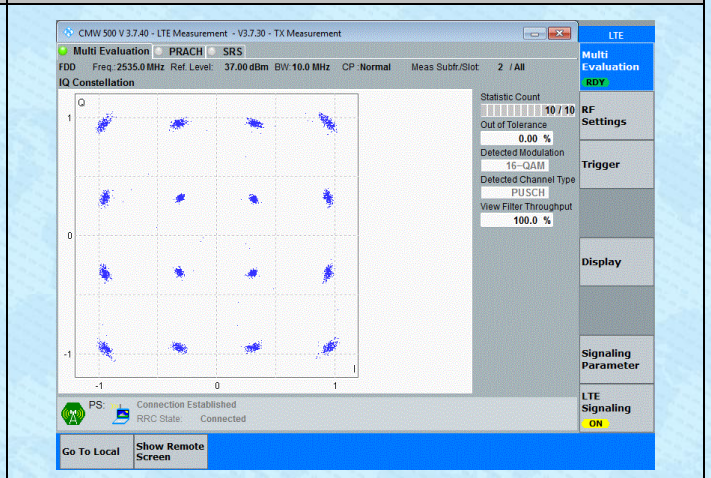 CMW 500 V 3.7.40 - LTE Measurement - V3.7.30 - TX Measurement
LTE
Multi Evaluation PRACH SRS
FDD Freq.:2535.0 MHz Ref. Level: 37.00 dBm BW:10.0 MHz CP :Normal Meas Subfr./Slot: 2 / All
IQ Constellation
Q
1
0
-1
I
-1 0 1
Statistic Count
10 / 10
Out of Tolerance
0.00 %
Detected Modulation
16-QAM
Detected Channel Type
PUSCH
View Filter Throughput
100.0 %
Multi
Evaluation
RDY
RF
Settings
Trigger
Display
Signaling
Parameter
LTE
Signaling
ON
PS: Connection Established
RRC State: Connected
Go To Local
Show Remote
Screen